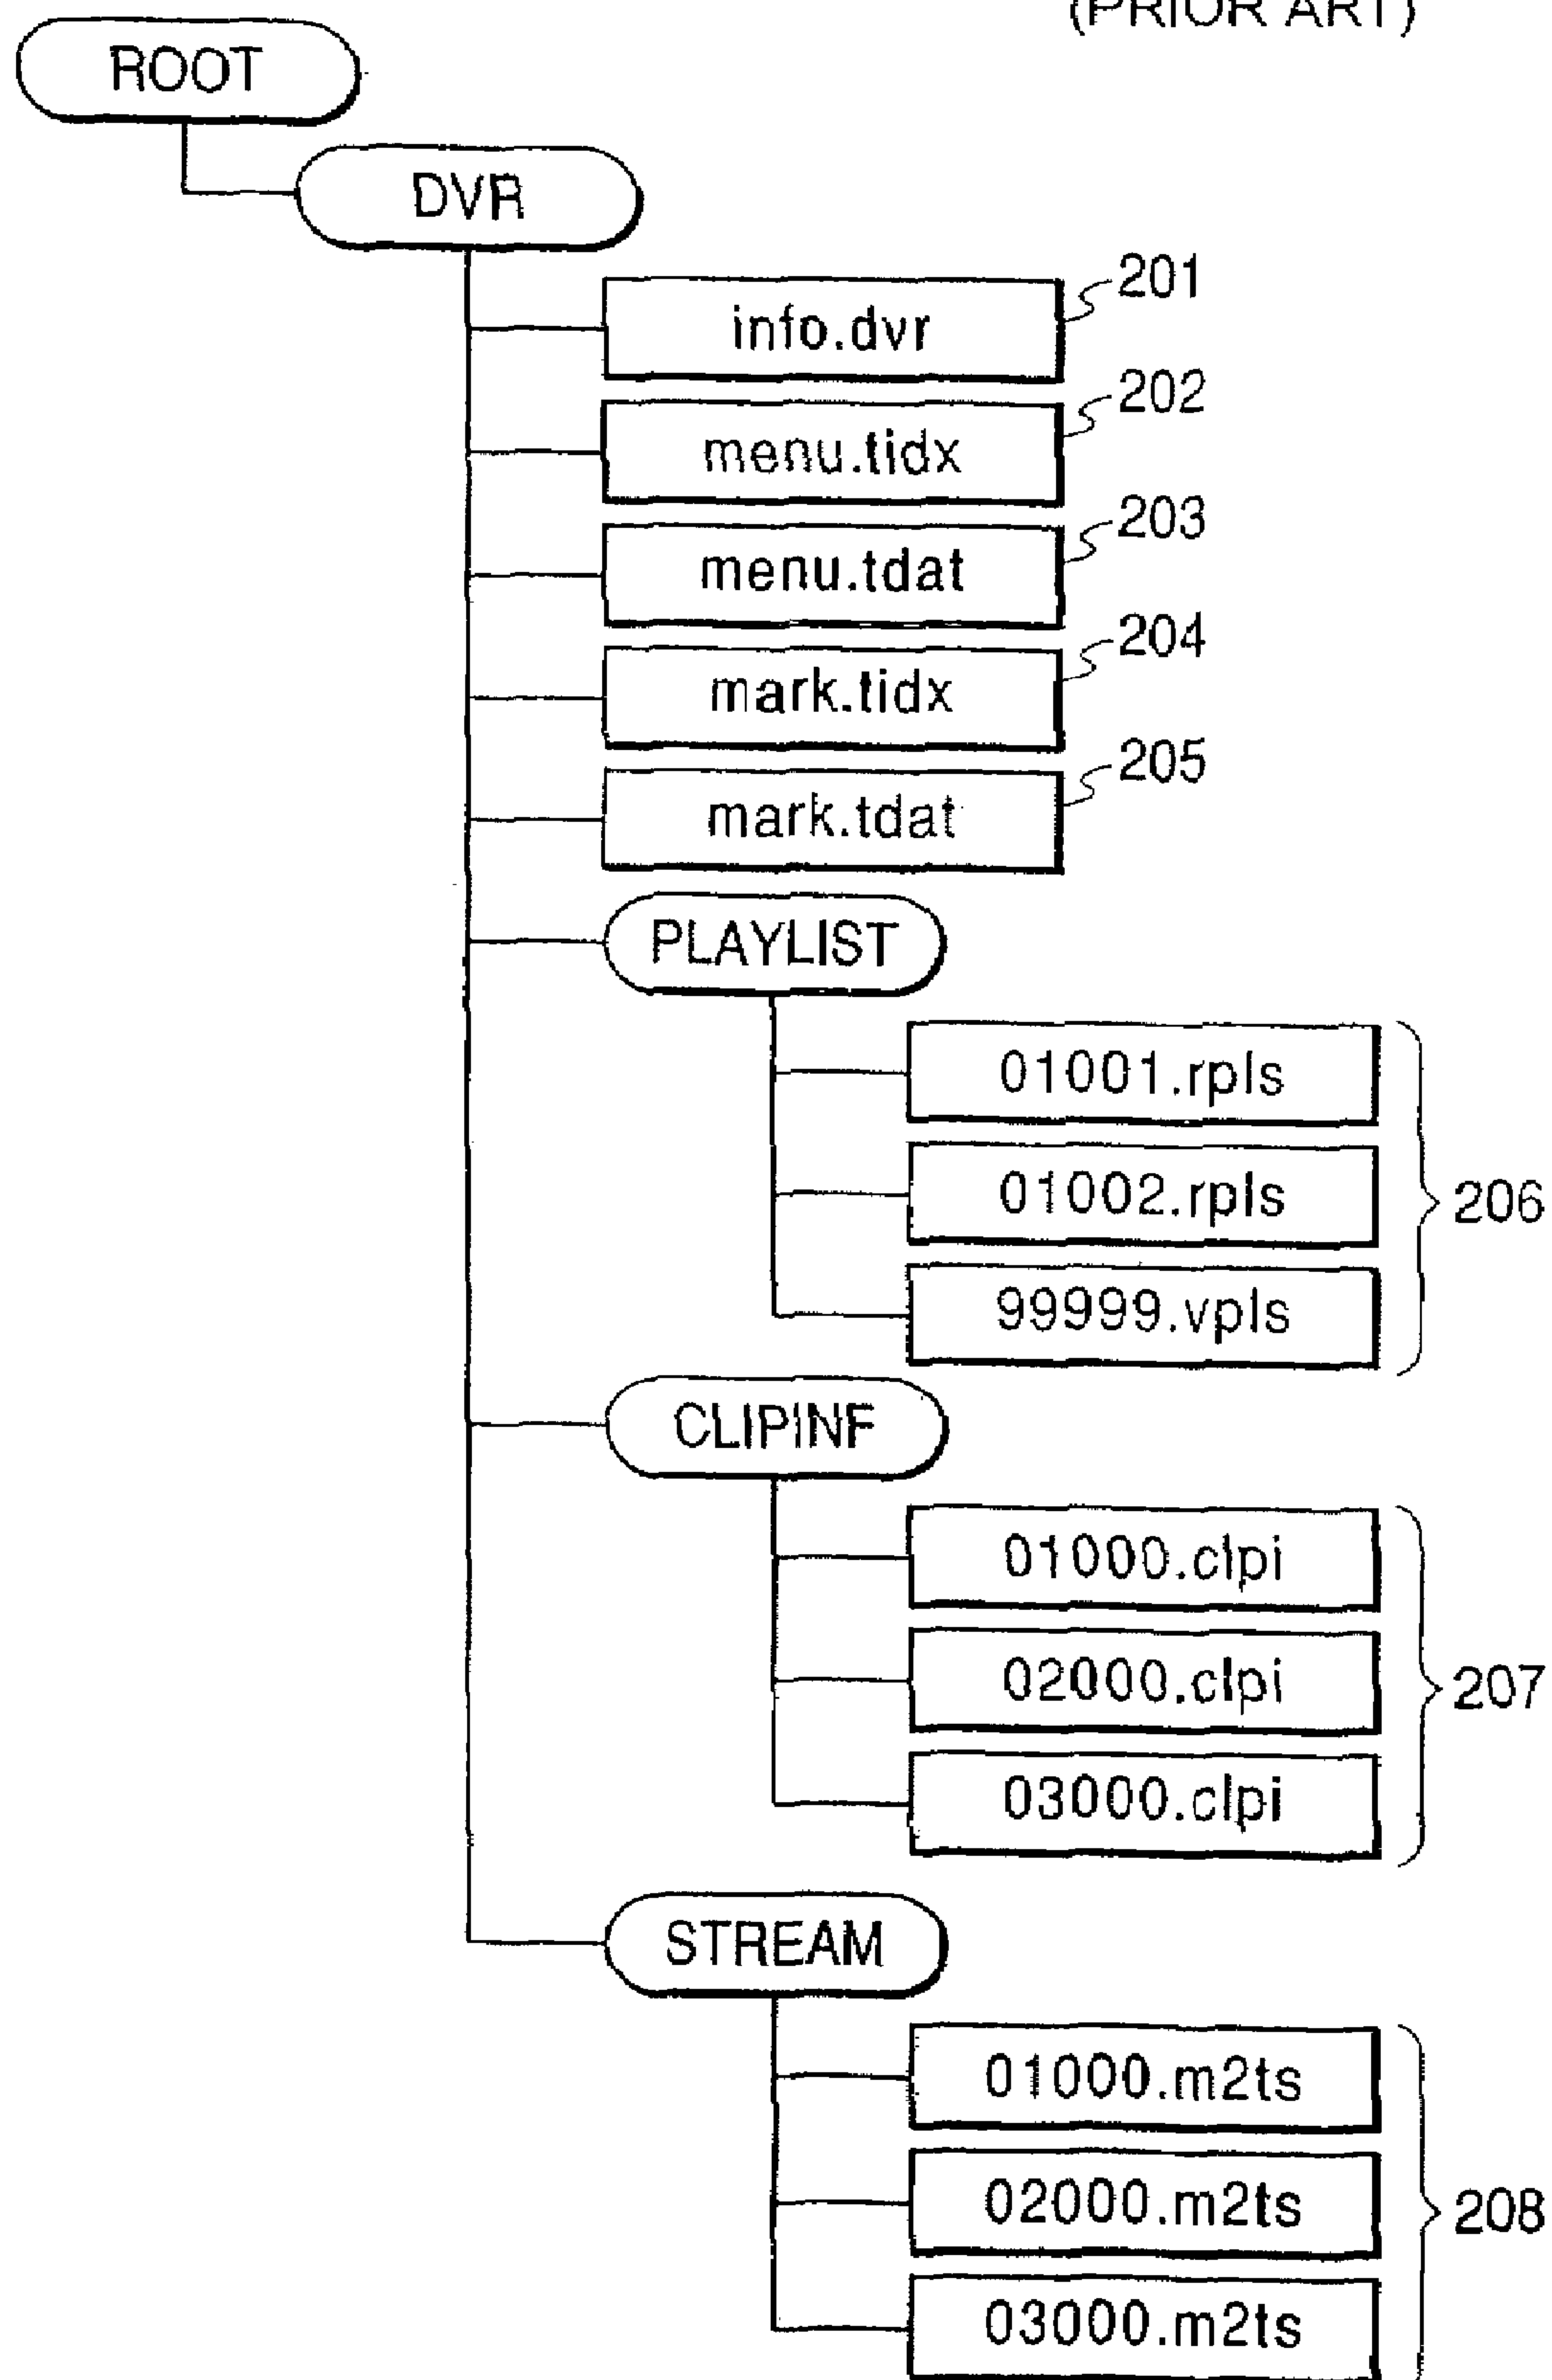 (PRIOR ART)
ROOT
DVR
info.dvr
201
menu.tidx
202
menu.tdat
203
mark.tidx
204
mark.tdat
205
PLAYLIST
01001.rpls
01002.rpls
99999.vpls
206
CLIPINF
01000.clpi
02000.clpi
03000.clpi
207
STREAM
01000.m2ts
02000.m2ts
03000.m2ts
208